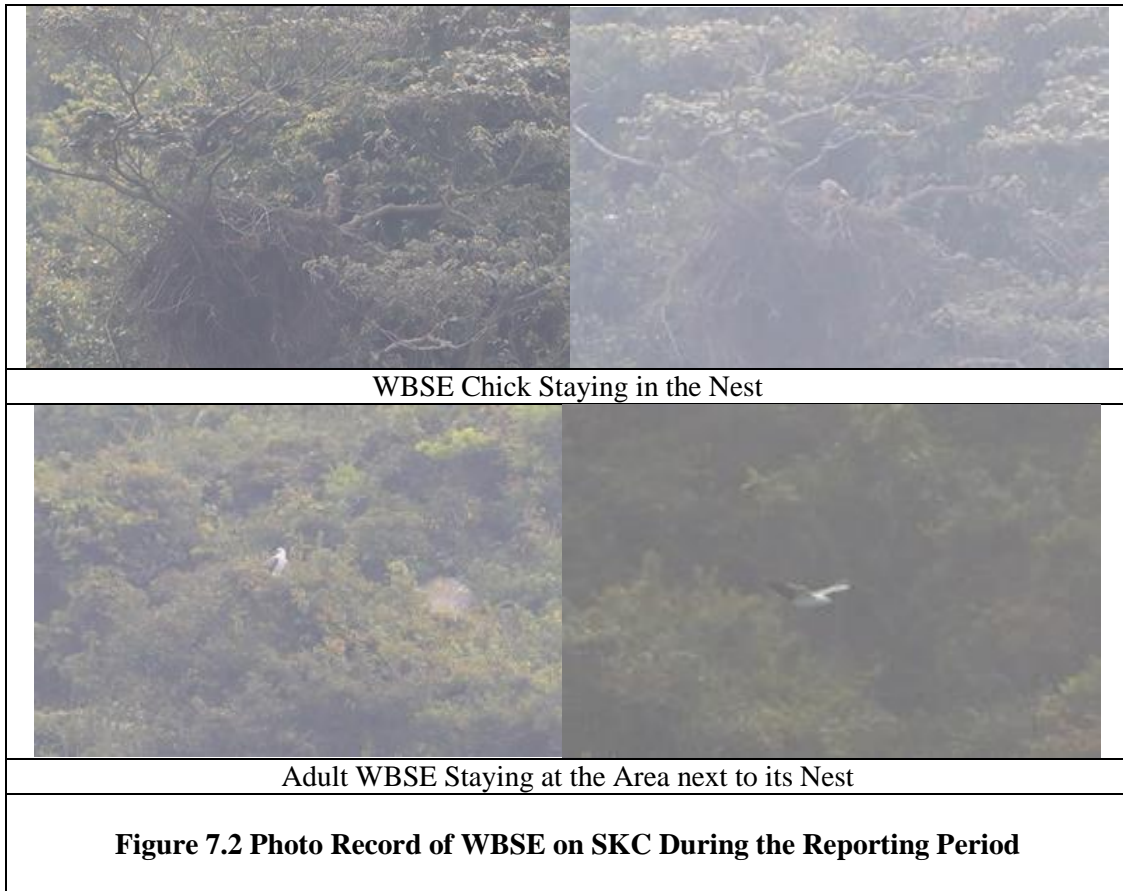 WBSE Chick Staying in the Nest
Adult WBSE Staying at the Area next to its Nest
Figure 7.2 Photo Record of WBSE on SKC During the Reporting Period